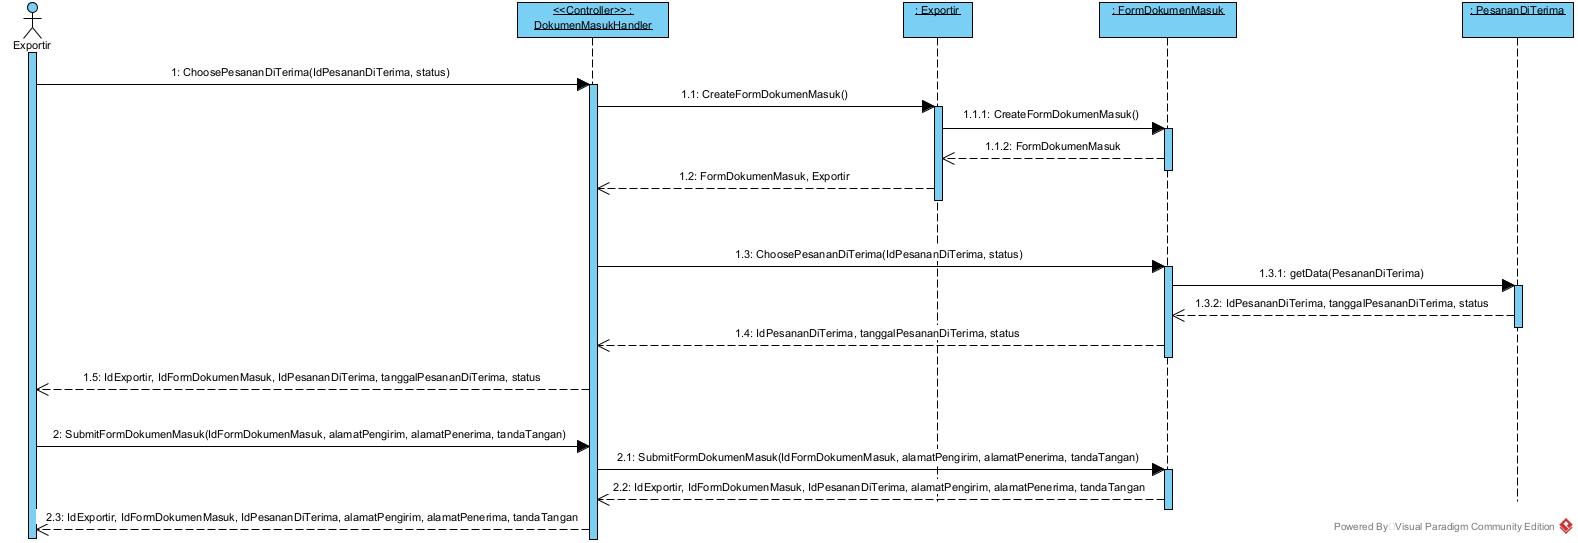 Exportir
<<Controller>> :
DokumenMasukHandler
: Exportir
: FormDokumenMasuk
: PesananDiTerima
1: ChoosePesananDiTerima(IdPesananDiTerima, status)
1.1: CreateFormDokumenMasuk()
1.1.1: CreateFormDokumenMasuk()
1.1.2: FormDokumenMasuk
1.2: FormDokumenMasuk, Exportir
1.3: ChoosePesananDiTerima(IdPesananDiTerima, status)
1.3.1: getData(PesananDiTerima)
1.3.2: IdPesananDiTerima, tanggalPesananDiTerima, status
1.4: IdPesananDiTerima, tanggalPesananDiTerima, status
1.5: IdExportir, IdFormDokumenMasuk, IdPesananDiTerima, tanggalPesananDiTerima, status
2: SubmitFormDokumenMasuk(IdFormDokumenMasuk, alamatPengirim, alamatPenerima, tandaTangan)
2.1: SubmitFormDokumenMasuk(IdFormDokumenMasuk, alamatPengirim, alamatPenerima, tandaTangan)
2.2: IdExportir, IdFormDokumenMasuk, IdPesananDiTerima, alamatPengirim, alamatPenerima, tandaTangan
2.3: IdExportir, IdFormDokumenMasuk, IdPesananDiTerima, alamatPengirim, alamatPenerima, tandaTangan
Powered By Visual Paradigm Community Edition